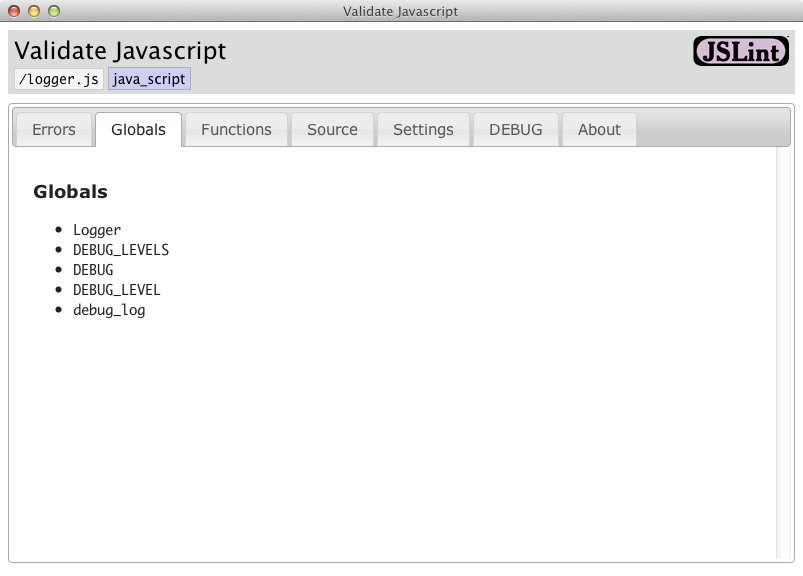 Validate Javascript
Validate Javascript
JSLint
/logger.js java_script
Errors Globals Functions Source Settings DEBUG About
Globals
• Logger
• DEBUG_LEVELS
• DEBUG
• DEBUG_LEVEL
• debug_log